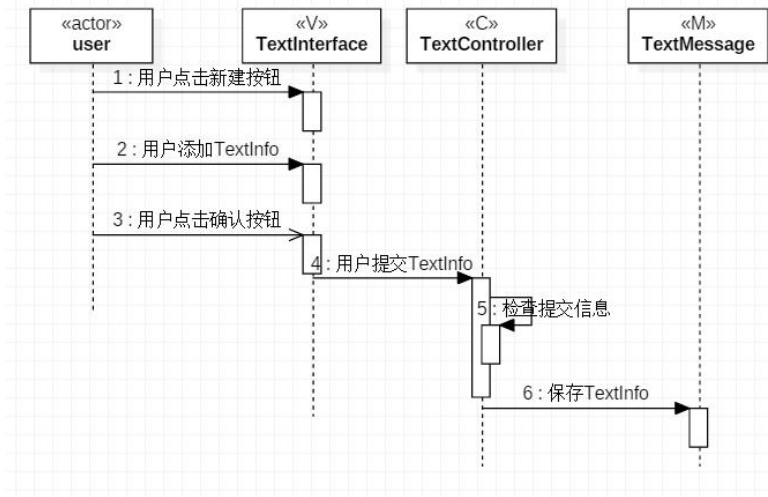 «actor»
user
«V»
TextInterface
«C»
TextController
«M»
TextMessage
1 : 用户点击新建按钮
2 : 用户添加TextInfo
3 : 用户点击确认按钮
4 : 用户提交TextInfo
5 : 检查提交信息
6 : 保存TextInfo